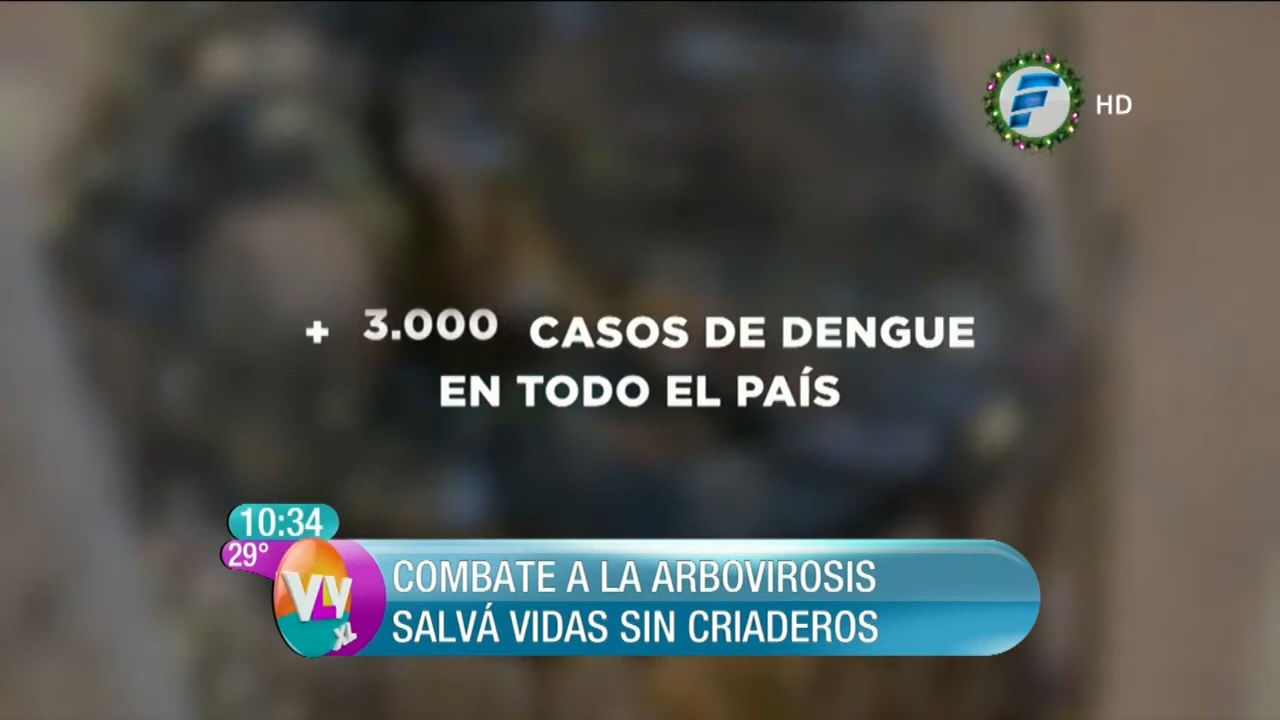 HD
+ 3.000 CASOS DE DENGUE
EN TODO EL PAÍS
10:34
29°
VLV
XL
COMBATE A LA ARBOVIROSIS
SALVÁ VIDAS SIN CRIADEROS